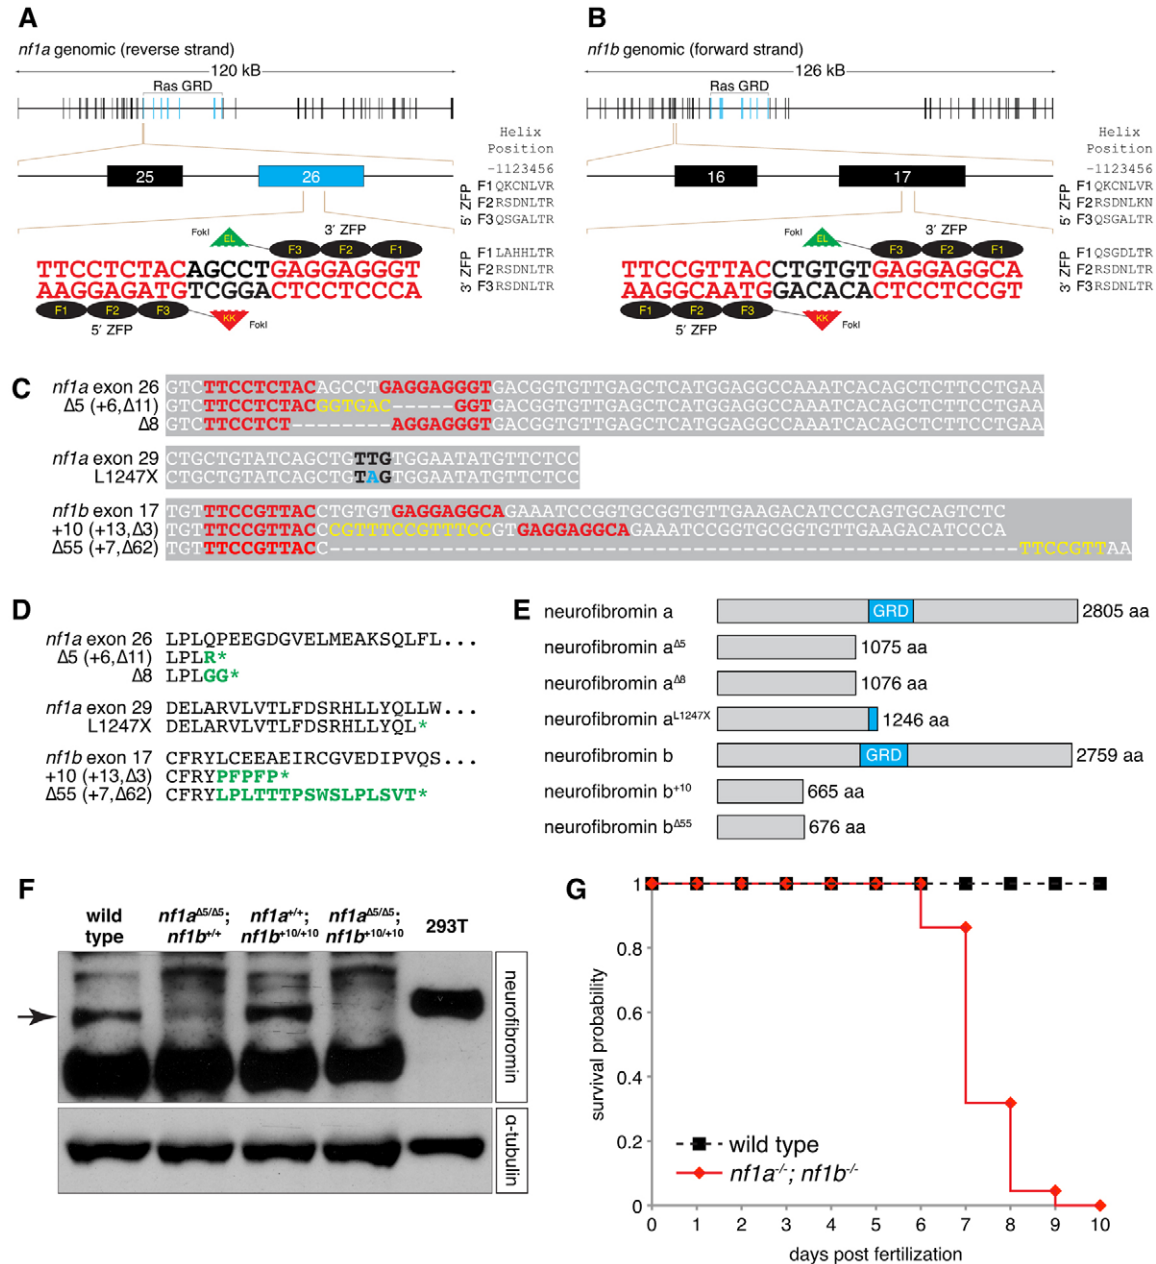 A
nf1a genomic (reverse strand)
120 kB
Ras GRD
Helix
Position
-1123456
25
26
5′ ZFP
F1 QKCNLVR
F2 RSDNLTR
F3 QSGALTR
3′ ZFP
FokI
EL
F3
F2
F1
TTCCTCTACAGCCTGAGGAGGGT
AAGGAGATGTCGGACTCCTCCCA
F1
F2
F3
KK
FokI
5′ ZFP
3′ ZFP
F1 LAHHLTR
F2 RSDNLTR
F3 RSDNLTR
B
nf1b genomic (forward strand)
126 kB
Ras GRD
Helix
Position
-1123456
16
17
5′ ZFP
F1 QKCNLVR
F2 RSDNLKN
F3 QSGALTR
3′ ZFP
FokI
EL
F3
F2
F1
TTCCGTTACCTGTGTGAGGAGGCA
AAGGCAATGGACACACTCCTCCGT
F1
F2
F3
KK
FokI
5′ ZFP
3′ ZFP
F1 QSGDLTR
F2 RSDNLTR
F3 RSDNLTR
C
nf1a exon 26 GTCTTCCTCTACAGCCTGAGGAGGGTGACGGTGTTGAGCTCATGGAGGCCAAATCACAGCTCTTCCTGAA
Δ5 (+6,Δ11) GTCTTCCTCTACGGTGAC-----GGTGACGGTGTTGAGCTCATGGAGGCCAAATCACAGCTCTTCCTGAA
Δ8 GTCTTCCTCT--------AGGAGGGTGACGGTGTTGAGCTCATGGAGGCCAAATCACAGCTCTTCCTGAA
nf1a exon 29 CTGCTGTATCAGCTGTTGTGGAATATGTTCTCC
L1247X CTGCTGTATCAGCTGTAGTGGAATATGTTCTCC
nf1b exon 17 TGTTTCCGTTACCTGTGTGAGGAGGCAGAAATCCGGTGCGGTGTTGAAGACATCCCAGTGCAGTCTC
+10 (+13,Δ3) TGTTTCCGTTACCCGTTTCCGTTTCCGTGAGGAGGCAGAAATCCGGTGCGGTGTTGAAGACATCCCA
Δ55 (+7,Δ62) TGTTTCCGTTACC-------------------------------------------------------TTCCGTTAA
D
nf1a exon 26 LPLQPEEGDGVELMEAKSQLFL...
Δ5 (+6,Δ11) LPLR*
Δ8 LPLGG*
nf1a exon 29 DELARVLVTLFDSRHLLYQLLW...
L1247X DELARVLVTLFDSRHLLYQL*
nf1b exon 17 CFRYLCEEAEIRCGVEDIPVQS...
+10 (+13,Δ3) CFRYPFPFP*
Δ55 (+7,Δ62) CFRYLPLTTTPSWSLPLSVT*
E
neurofibromin a GRD 2805 aa
neurofibromin aΔ5 1075 aa
neurofibromin aΔ8 1076 aa
neurofibromin aL1247X 1246 aa
neurofibromin b GRD 2759 aa
neurofibromin b+10 665 aa
neurofibromin bΔ55 676 aa
F
wild type
nf1aΔ5/Δ5; nf1b+/+
nf1a+/+; nf1b+10/+10
nf1aΔ5/Δ5; nf1b+10/+10
293T
neurofibromin
α-tubulin
G
survival probability
1
0.8
0.6
0.4
0.2
0
wild type
nf1a-/-; nf1b-/-
0 1 2 3 4 5 6 7 8 9 10
days post fertilization